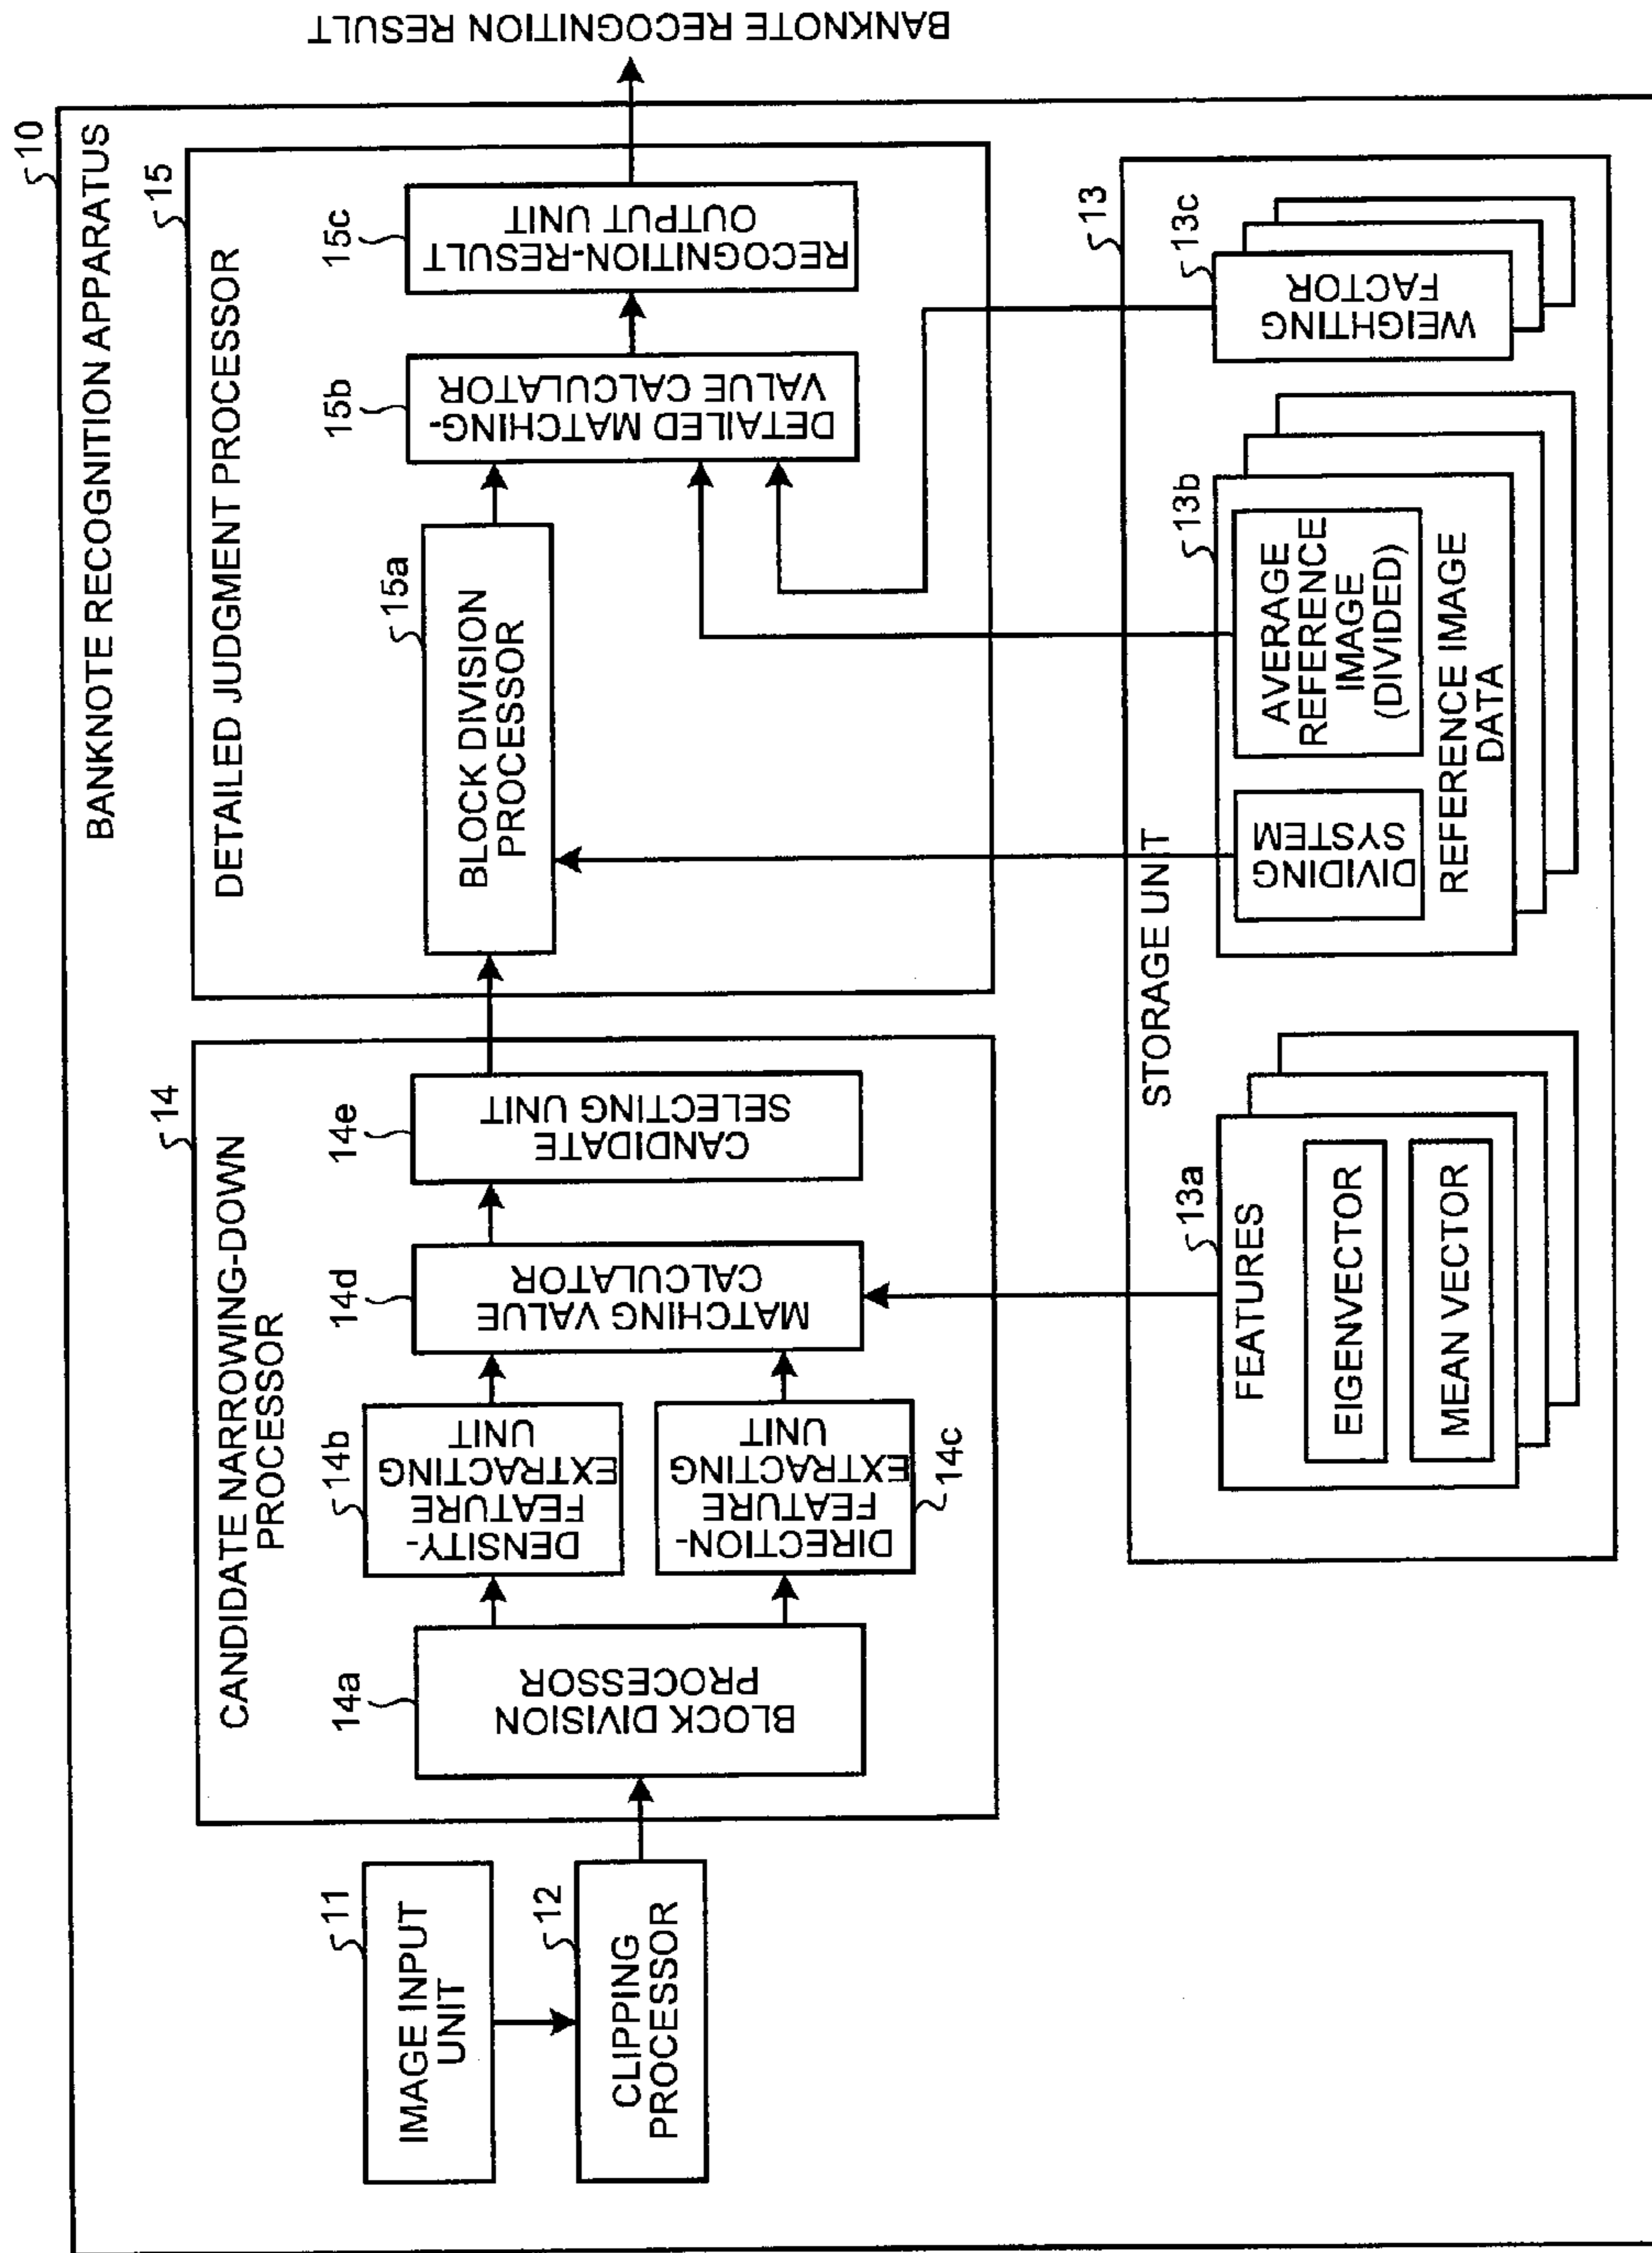 10
BANKNOTE RECOGNITION APPARATUS
11
IMAGE INPUT
UNIT
12
CLIPPING
PROCESSOR
14
CANDIDATE NARROWING-DOWN
PROCESSOR
14a
BLOCK DIVISION
PROCESSOR
14b
DENSITY-
FEATURE
EXTRACTING
UNIT
DIRECTION-
FEATURE
EXTRACTING
UNIT
14c
14d
MATCHING VALUE
CALCULATOR
14e
CANDIDATE
SELECTING UNIT
15
DETAILED JUDGMENT PROCESSOR
15a
BLOCK DIVISION
PROCESSOR
15b
DETAILED MATCHING-
VALUE CALCULATOR
15c
RECOGNITION-RESULT
OUTPUT UNIT
BANKNOTE RECOGNITION RESULT
13
STORAGE UNIT
13a
FEATURES
EIGENVECTOR
MEAN VECTOR
13b
DIVIDING
SYSTEM
AVERAGE
REFERENCE
IMAGE
(DIVIDED)
REFERENCE IMAGE
DATA
13c
WEIGHTING
FACTOR